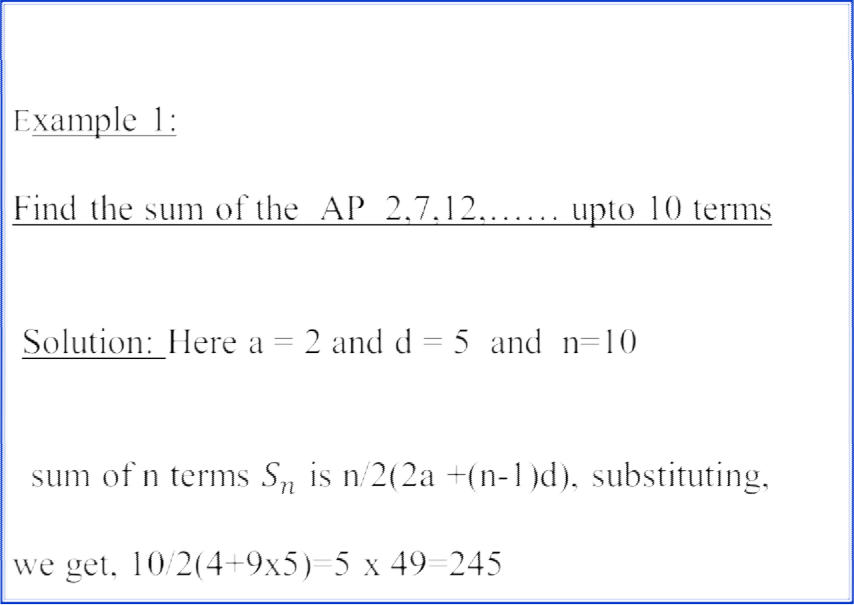 Example 1:
Find the sum of the AP 2,7,12,...... upto 10 terms
Solution: Here a = 2 and d = 5 and n=10
sum of n terms Sₙ is n/2(2a +(n-1)d), substituting,
we get, 10/2(4+9x5)=5 x 49=245